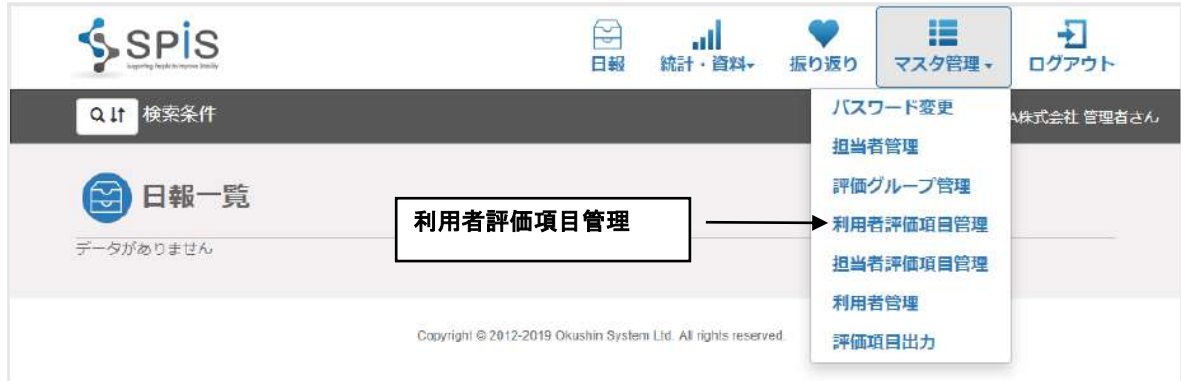 SPiS
Supporting People to Improve Stability
日報
統計・資料
振り返り
マスタ管理
ログアウト
検索条件
A株式会社 管理者さん
パスワード変更
担当者管理
評価グループ管理
利用者評価項目管理
担当者評価項目管理
利用者管理
評価項目出力
日報一覧
利用者評価項目管理
データがありません
Copyright © 2012-2019 Okushin System Ltd. All rights reserved.